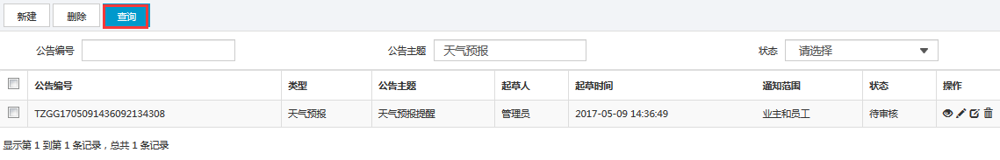 新建 删除 查询
公告编号 公告主题 天气预报 状态 请选择
公告编号 类型 公告主题 起草人 起草时间 通知范围 状态 操作
TZGG1705091436092134308 天气预报 天气预报提醒 管理员 2017-05-09 14:36:49 业主和员工 待审核
显示第 1 到第 1 条记录，总共 1 条记录